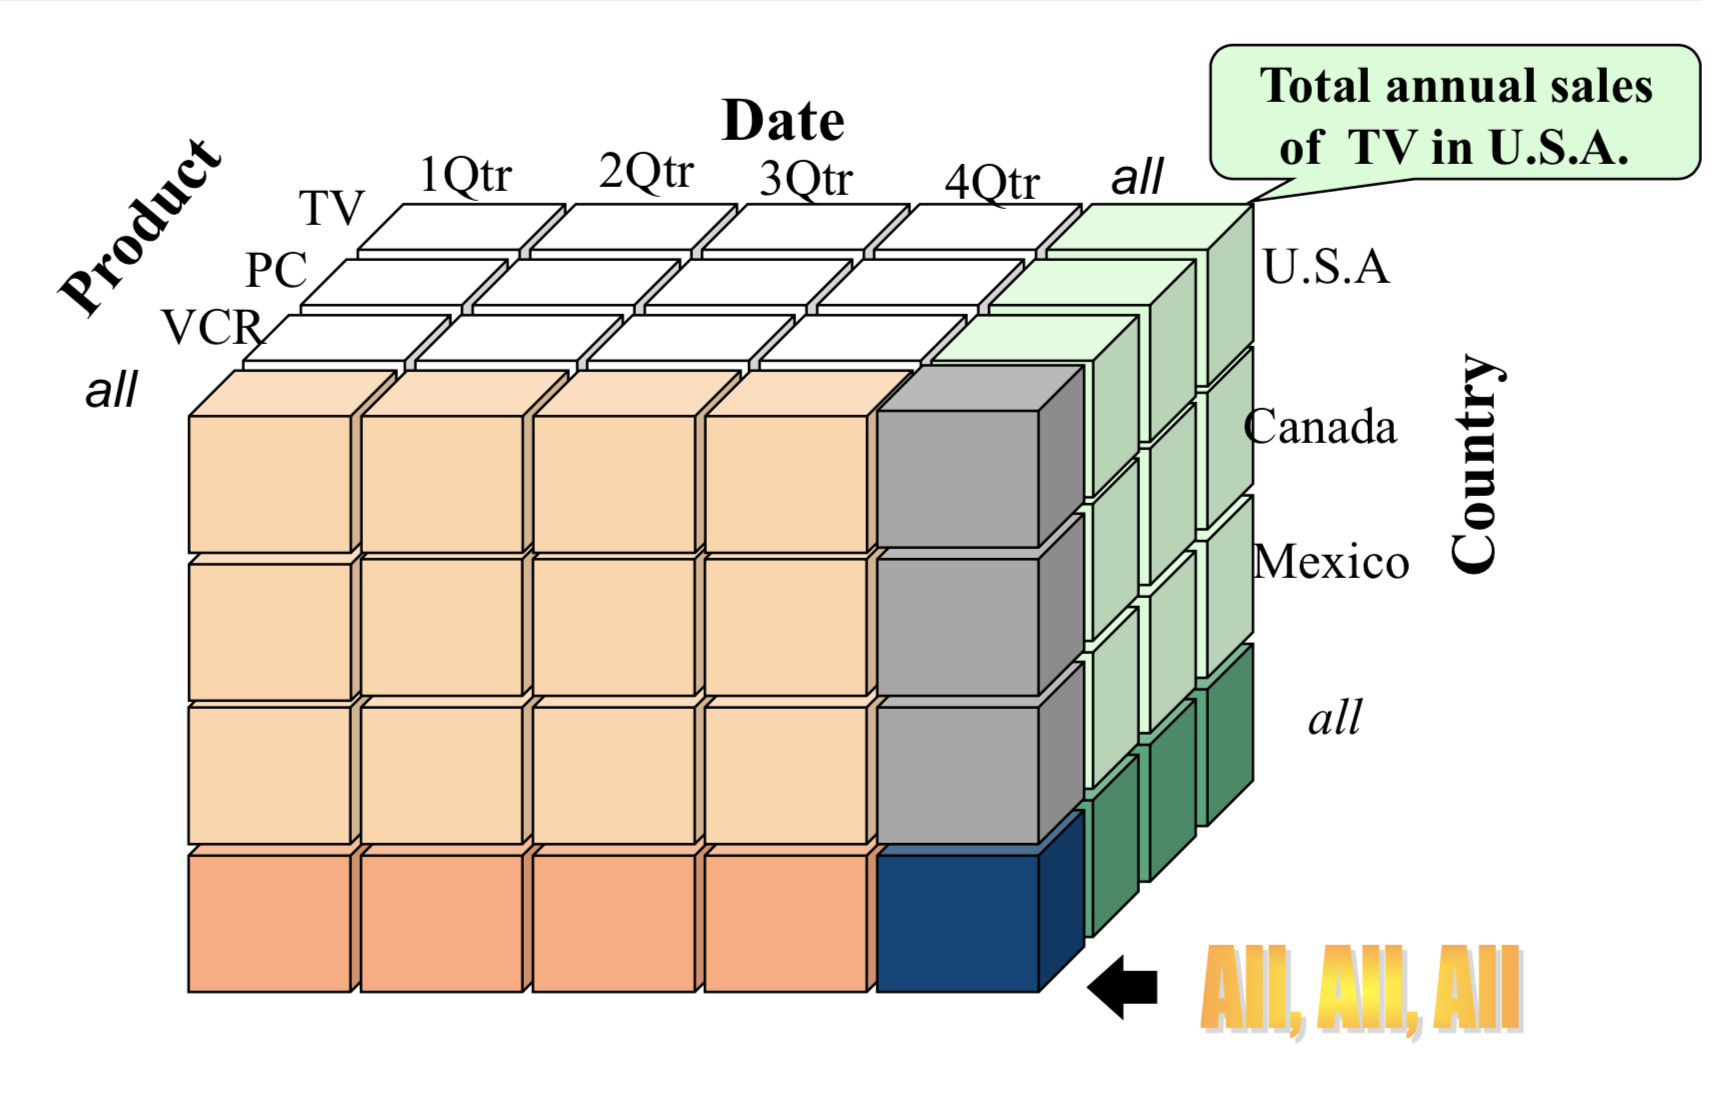 Total annual sales
of TV in U.S.A.
Date
Product
1Qtr
2Qtr
3Qtr
4Qtr
all
TV
PC
VCR
all
U.S.A
Canada
Mexico
all
Country
All, All, All